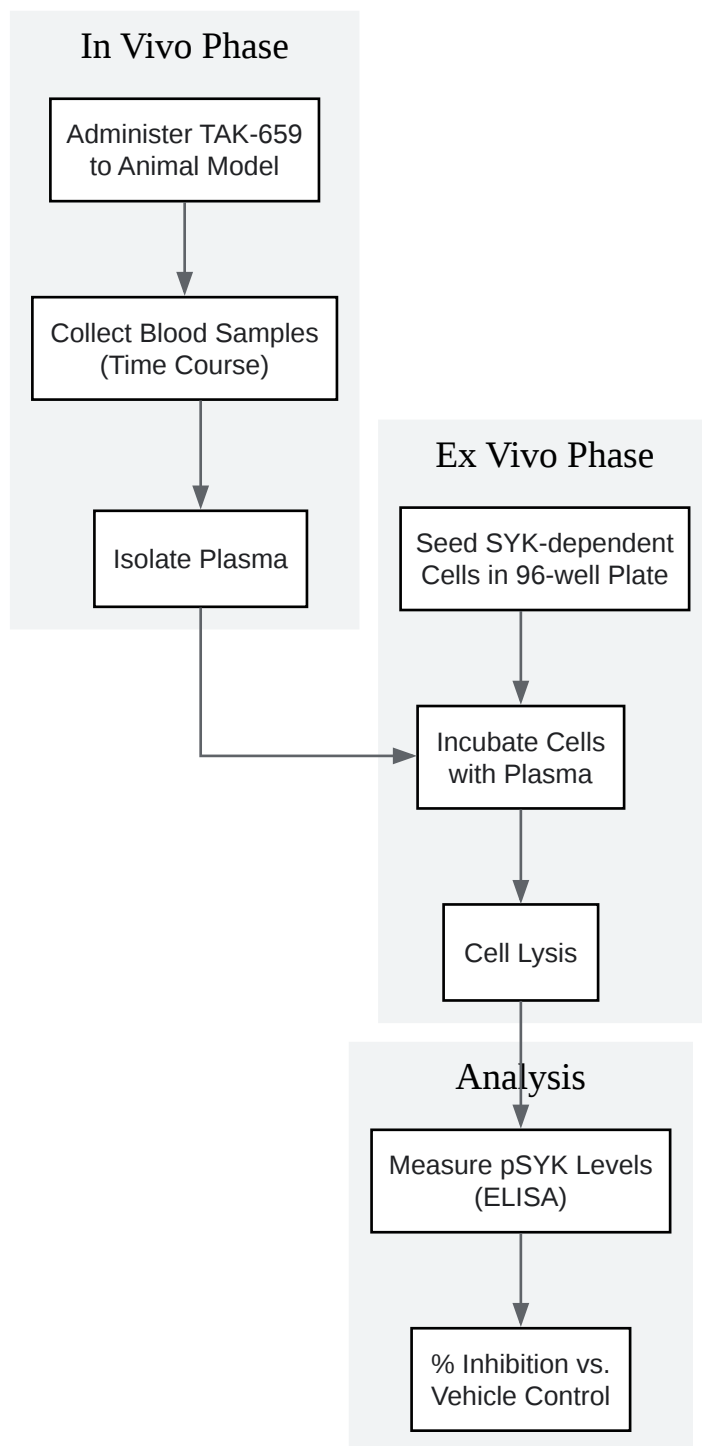 In Vivo Phase
Administer TAK-659
to Animal Model
Collect Blood Samples
(Time Course)
Isolate Plasma
Ex Vivo Phase
Seed SYK-dependent
Cells in 96-well Plate
Incubate Cells
with Plasma
Cell Lysis
Analysis
Measure pSYK Levels
(ELISA)
% Inhibition vs.
Vehicle Control